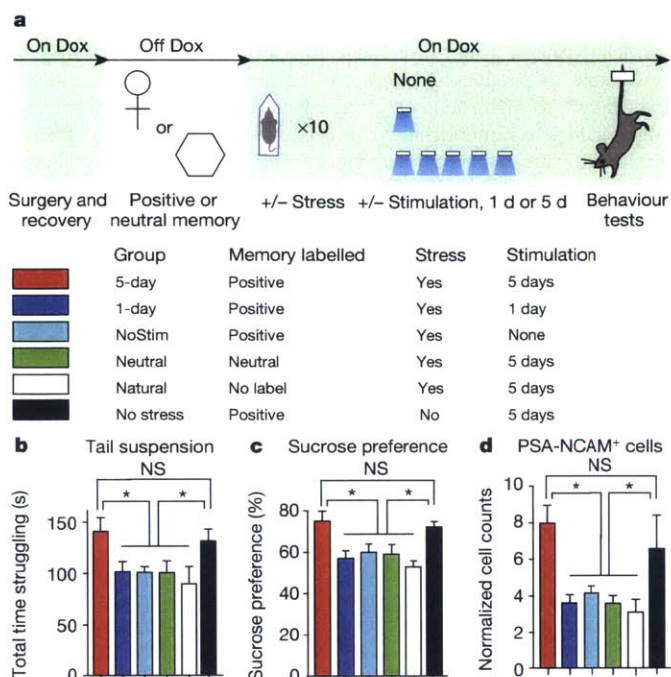 a
On Dox Off Dox On Dox
None
or
×10
Surgery and recovery
Positive or neutral memory
+/– Stress
+/– Stimulation, 1 d or 5 d
Behaviour tests
Group Memory labelled Stress Stimulation
5-day Positive Yes 5 days
1-day Positive Yes 1 day
NoStim Positive Yes None
Neutral Neutral Yes 5 days
Natural No label Yes 5 days
No stress Positive No 5 days
b Tail suspension
NS
* *
Total time struggling (s)
150
100
50
0
c Sucrose preference
NS
* *
Sucrose preference (%)
80
60
40
20
0
d PSA-NCAM⁺ cells
NS
* *
Normalized cell counts
10
8
6
4
2
0